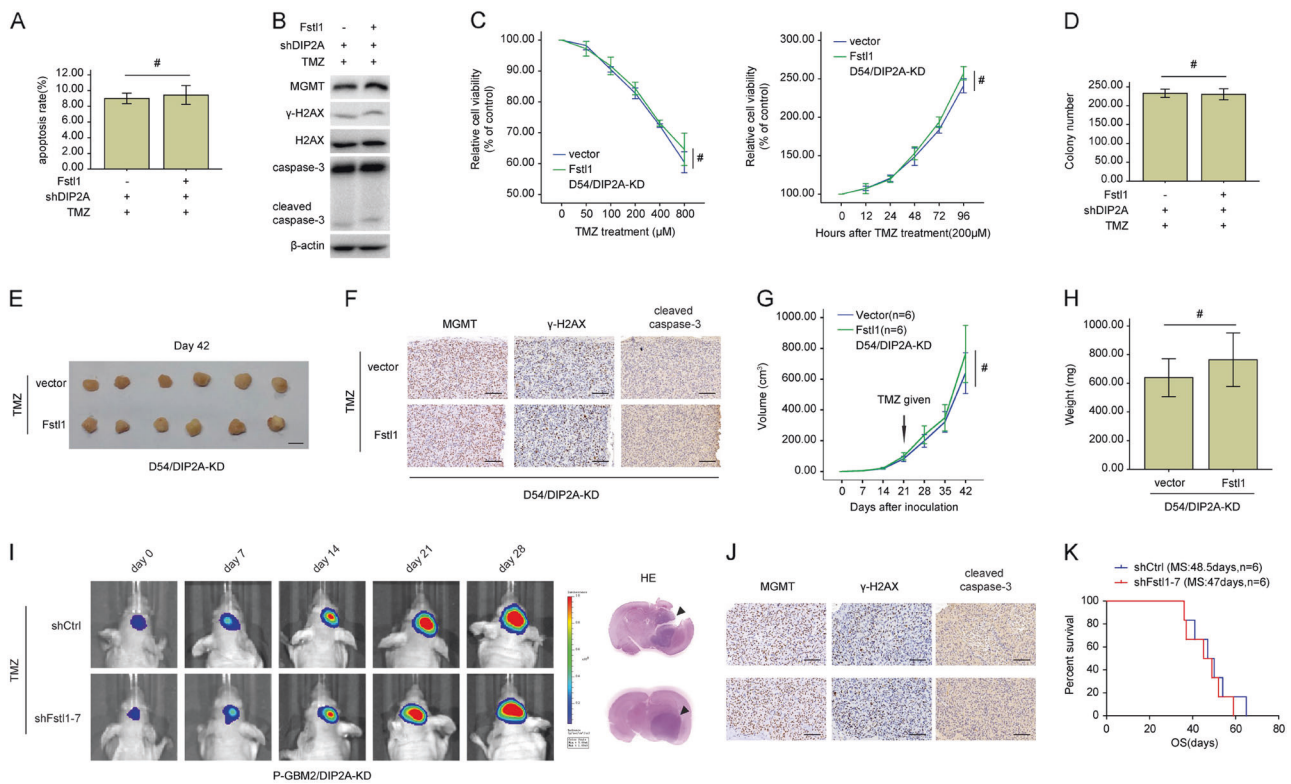 A
#
12.00
10.00
8.00
6.00
4.00
2.00
0.00
apoptosis rate(%)
Fstl1 - +
shDIP2A + +
TMZ + +
B
Fstl1 - +
shDIP2A + +
TMZ + +
MGMT
γ-H2AX
H2AX
caspase-3
cleaved
caspase-3
β-actin
C
100.00
90.00
80.00
70.00
60.00
50.00
Relative cell viability
(% of control)
vector
Fstl1
D54/DIP2A-KD
#
0 50 100 200 400 800
TMZ treatment (μM)
300.00
250.00
200.00
150.00
100.00
Relative cell viability
(% of control)
vector
Fstl1
D54/DIP2A-KD
#
0 12 24 48 72 96
Hours after TMZ treatment(200μM)
D
#
300.00
250.00
200.00
150.00
100.00
50.00
0.00
Colony number
Fstl1 - +
shDIP2A + +
TMZ + +
E
Day 42
TMZ
vector
Fstl1
D54/DIP2A-KD
F
MGMT γ-H2AX cleaved
caspase-3
TMZ
vector
Fstl1
D54/DIP2A-KD
G
Vector(n=6)
Fstl1(n=6)
D54/DIP2A-KD
1000.00
800.00
600.00
400.00
200.00
0.00
Volume (cm³)
TMZ given
#
0 7 14 21 28 35 42
Days after inoculation
H
#
1000.00
800.00
600.00
400.00
200.00
0.00
Weight (mg)
vector Fstl1
D54/DIP2A-KD
I
day 0 day 7 day 14 day 21 day 28
HE
TMZ
shCtrl
shFstl1-7
P-GBM2/DIP2A-KD
J
MGMT γ-H2AX cleaved
caspase-3
K
shCtrl (MS:48.5days,n=6)
shFstl1-7 (MS:47days,n=6)
100
80
60
40
20
0
Percent survival
0 20 40 60 80
OS(days)